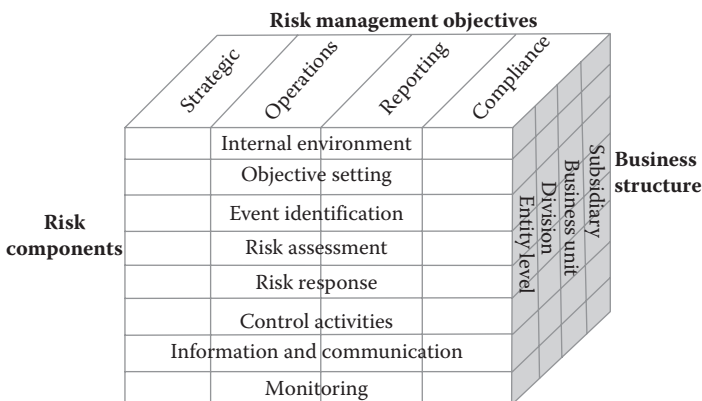 Risk management objectives
Strategic
Operations
Reporting
Compliance
Internal environment
Objective setting
Event identification
Risk assessment
Risk response
Control activities
Information and communication
Monitoring
Risk
components
Entity level
Division
Business unit
Subsidiary
Business
structure